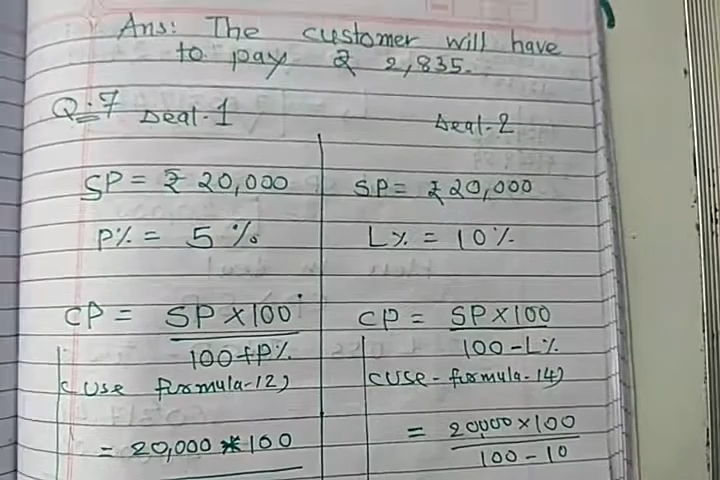 Ans: The customer will have
to pay ₹ 2,835.
Q:7 Deal-1
SP = ₹ 20,000
P% = 5 %
CP = SP × 100
100 + P%
(use formula-12)
= 20,000 × 100
Deal-2
SP = ₹ 20,000
L% = 10 %
CP = SP × 100
100 - L%
(use - formula-14)
= 20,000 × 100
100 - 10